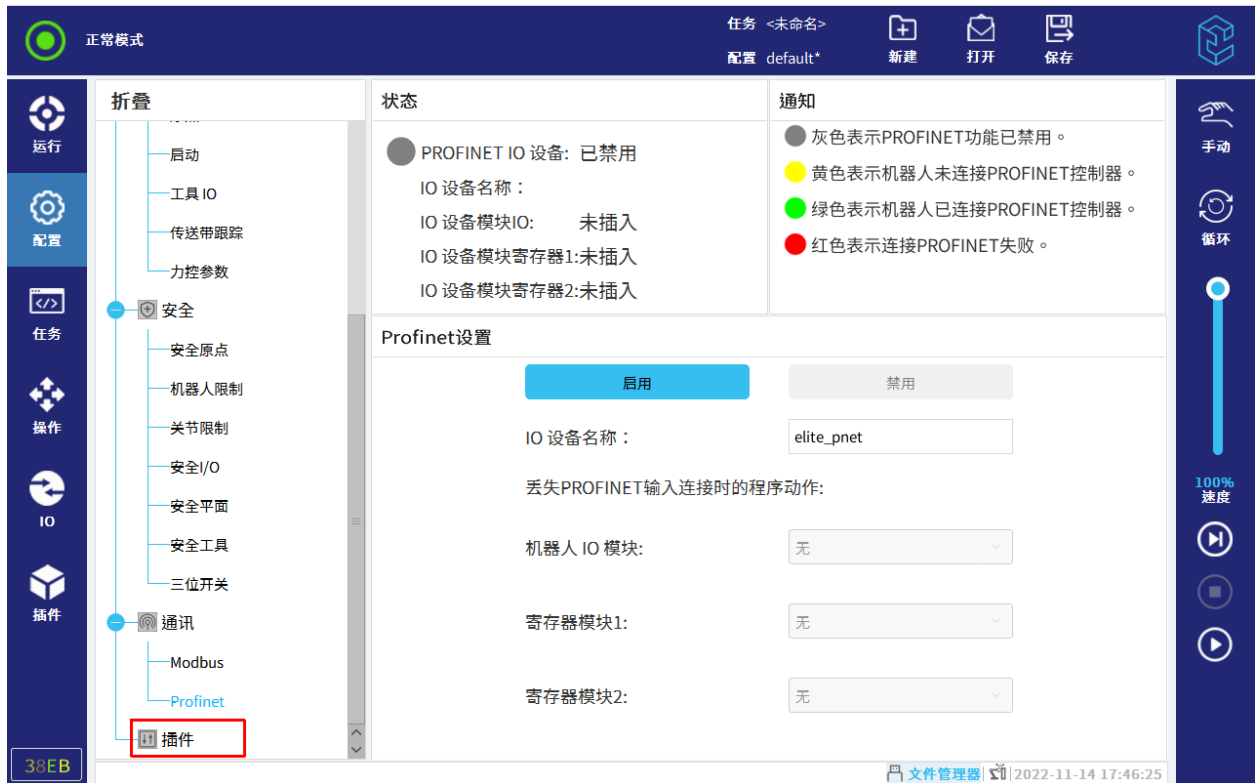 正常模式
任务 <未命名>
配置 default*
新建
打开
保存
运行
配置
任务
操作
IO
插件
38EB
折叠
启动
工具 IO
传送带跟踪
力控参数
安全
安全原点
机器人限制
关节限制
安全I/O
安全平面
安全工具
三位开关
通讯
Modbus
Profinet
插件
状态
PROFINET IO 设备: 已禁用
IO 设备名称：
IO 设备模块IO: 未插入
IO 设备模块寄存器1:未插入
IO 设备模块寄存器2:未插入
通知
灰色表示PROFINET功能已禁用。
黄色表示机器人未连接PROFINET控制器。
绿色表示机器人已连接PROFINET控制器。
红色表示连接PROFINET失败。
Profinet设置
启用 禁用
IO 设备名称： elite_pnet
丢失PROFINET输入连接时的程序动作:
机器人 IO 模块: 无
寄存器模块1: 无
寄存器模块2: 无
手动
循环
100%
速度
文件管理器 2022-11-14 17:46:25